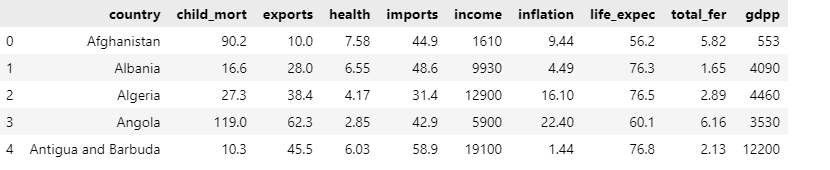 country child_mort exports health imports income inflation life_expec total_fer gdpp
0 Afghanistan 90.2 10.0 7.58 44.9 1610 9.44 56.2 5.82 553
1 Albania 16.6 28.0 6.55 48.6 9930 4.49 76.3 1.65 4090
2 Algeria 27.3 38.4 4.17 31.4 12900 16.10 76.5 2.89 4460
3 Angola 119.0 62.3 2.85 42.9 5900 22.40 60.1 6.16 3530
4 Antigua and Barbuda 10.3 45.5 6.03 58.9 19100 1.44 76.8 2.13 12200